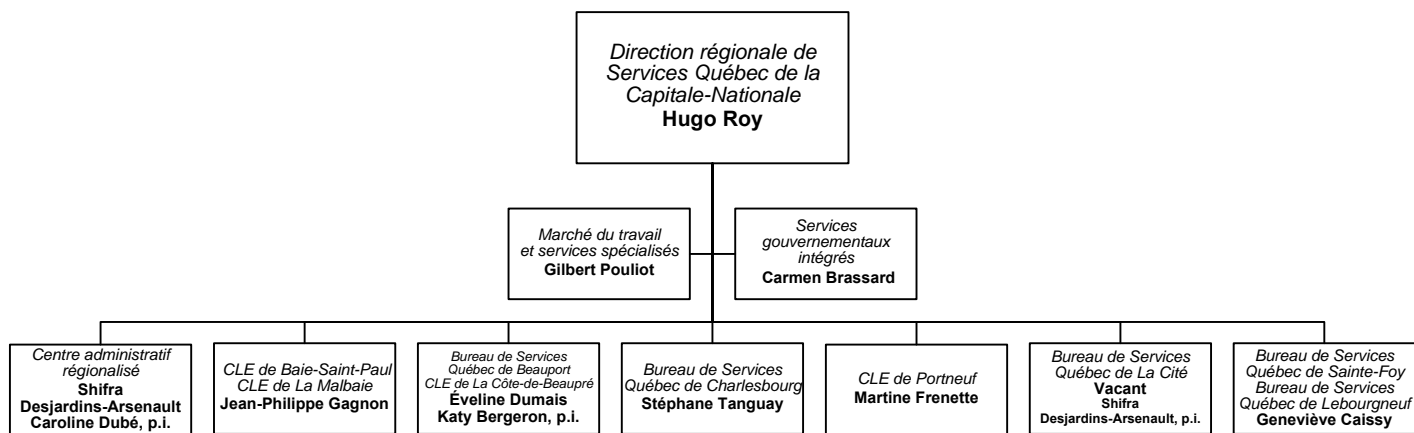 Direction régionale de
Services Québec de la
Capitale-Nationale
Hugo Roy
Marché du travail
et services spécialisés
Gilbert Pouliot
Services
gouvernementaux
intégrés
Carmen Brassard
Centre administratif
régionalisé
Shifra
Desjardins-Arsenault
Caroline Dubé, p.i.
CLE de Baie-Saint-Paul
CLE de La Malbaie
Jean-Philippe Gagnon
Bureau de Services
Québec de Beauport
CLE de La Côte-de-Beaupré
Éveline Dumais
Katy Bergeron, p.i.
Bureau de Services
Québec de Charlesbourg
Stéphane Tanguay
CLE de Portneuf
Martine Frenette
Bureau de Services
Québec de La Cité
Vacant
Shifra
Desjardins-Arsenault, p.i.
Bureau de Services
Québec de Sainte-Foy
Bureau de Services
Québec de Lebourgneuf
Geneviève Caissy